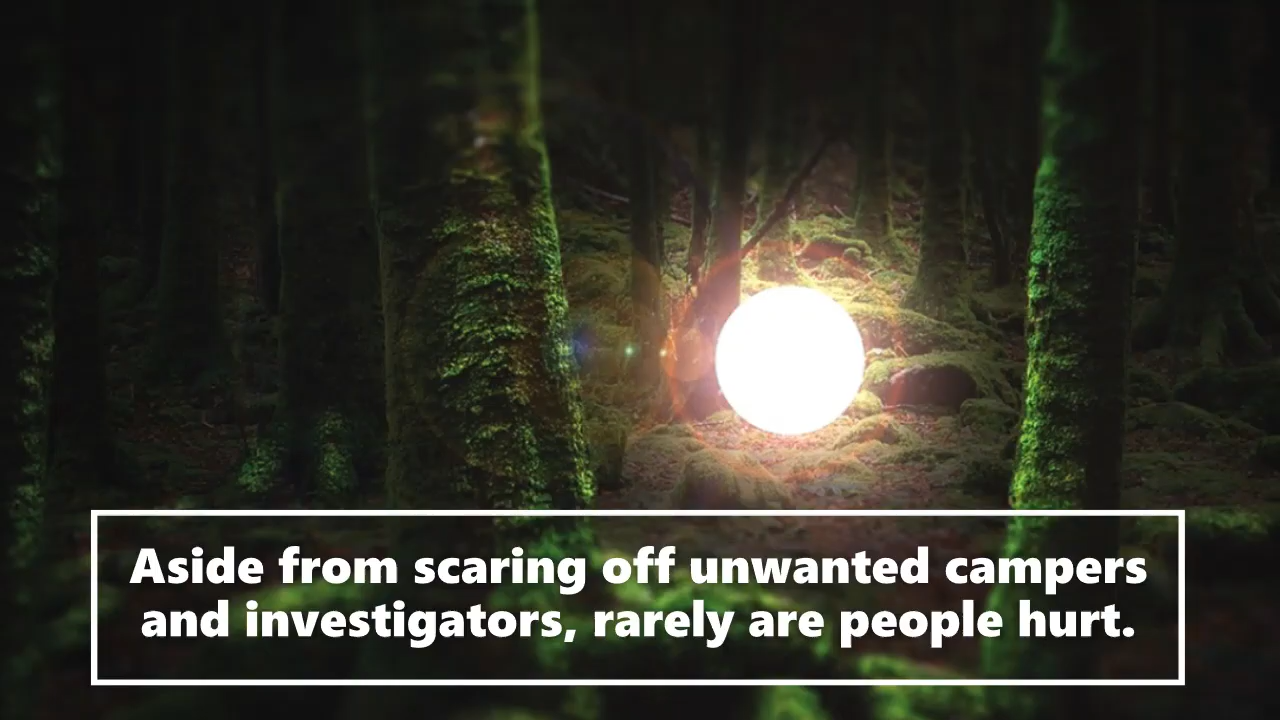 Aside from scaring off unwanted campers
and investigators, rarely are people hurt.